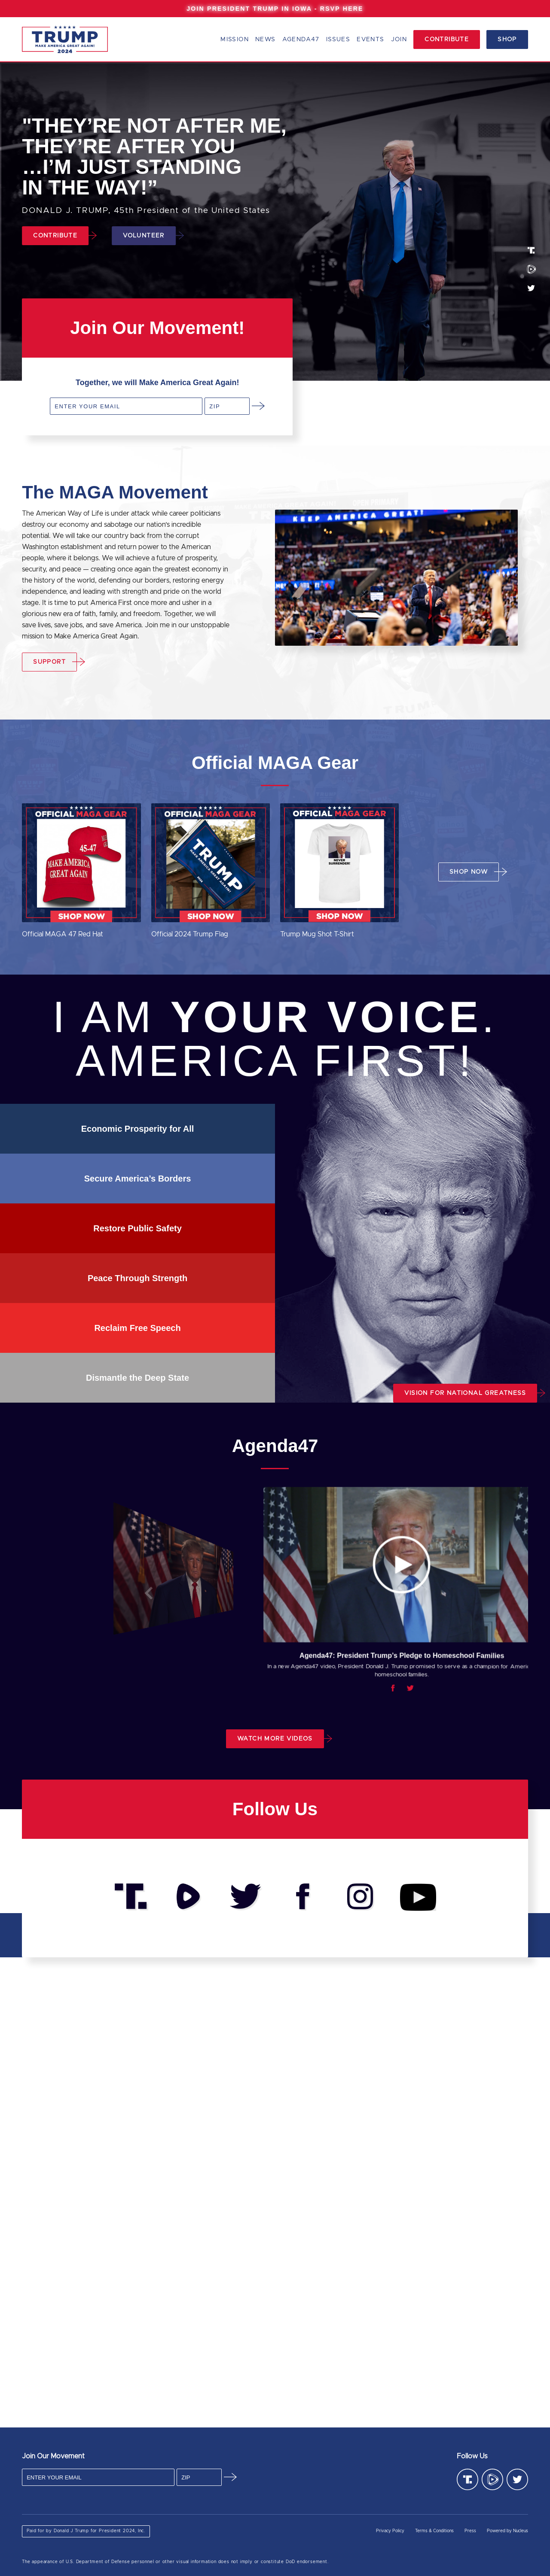 JOIN PRESIDENT TRUMP IN IOWA - RSVP HERE
TRUMP
MAKE AMERICA GREAT AGAIN!
2024
MISSION NEWS AGENDA47 ISSUES EVENTS JOIN CONTRIBUTE SHOP
"THEY’RE NOT AFTER ME,
THEY’RE AFTER YOU
…I’M JUST STANDING
IN THE WAY!”
DONALD J. TRUMP, 45th President of the United States
CONTRIBUTE VOLUNTEER
Join Our Movement!
Together, we will Make America Great Again!
ENTER YOUR EMAIL ZIP
The MAGA Movement
The American Way of Life is under attack while career politicians
destroy our economy and sabotage our nation's incredible
potential. We will take our country back from the corrupt
Washington establishment and return power to the American
people, where it belongs. We will achieve a future of prosperity,
security, and peace — creating once again the greatest economy in
the history of the world, defending our borders, restoring energy
independence, and leading with strength and pride on the world
stage. It is time to put America First once more and usher in a
glorious new era of faith, family, and freedom. Together, we will
save lives, save jobs, and save America. Join me in our unstoppable
mission to Make America Great Again.
KEEP AMERICA GREAT!
SUPPORT
Official MAGA Gear
OFFICIAL MAGA GEAR
45-47
MAKE AMERICA
GREAT AGAIN
SHOP NOW
Official MAGA 47 Red Hat
OFFICIAL MAGA GEAR
TRUMP
SHOP NOW
Official 2024 Trump Flag
OFFICIAL MAGA GEAR
NEVER
SURRENDER!
SHOP NOW
Trump Mug Shot T-Shirt
SHOP NOW
I AM YOUR VOICE.
AMERICA FIRST!
Economic Prosperity for All
Secure America’s Borders
Restore Public Safety
Peace Through Strength
Reclaim Free Speech
Dismantle the Deep State
VISION FOR NATIONAL GREATNESS
Agenda47
Agenda47: President Trump’s Pledge to Homeschool Families
In a new Agenda47 video, President Donald J. Trump promised to serve as a champion for
homeschool families.
WATCH MORE VIDEOS
Follow Us
Join Our Movement
ENTER YOUR EMAIL ZIP
Follow Us
Paid for by Donald J Trump for President 2024, Inc.
Privacy Policy Terms & Conditions Press Powered by Nucleus
The appearance of U.S. Department of Defense personnel or other visual information does not imply or constitute DoD endorsement